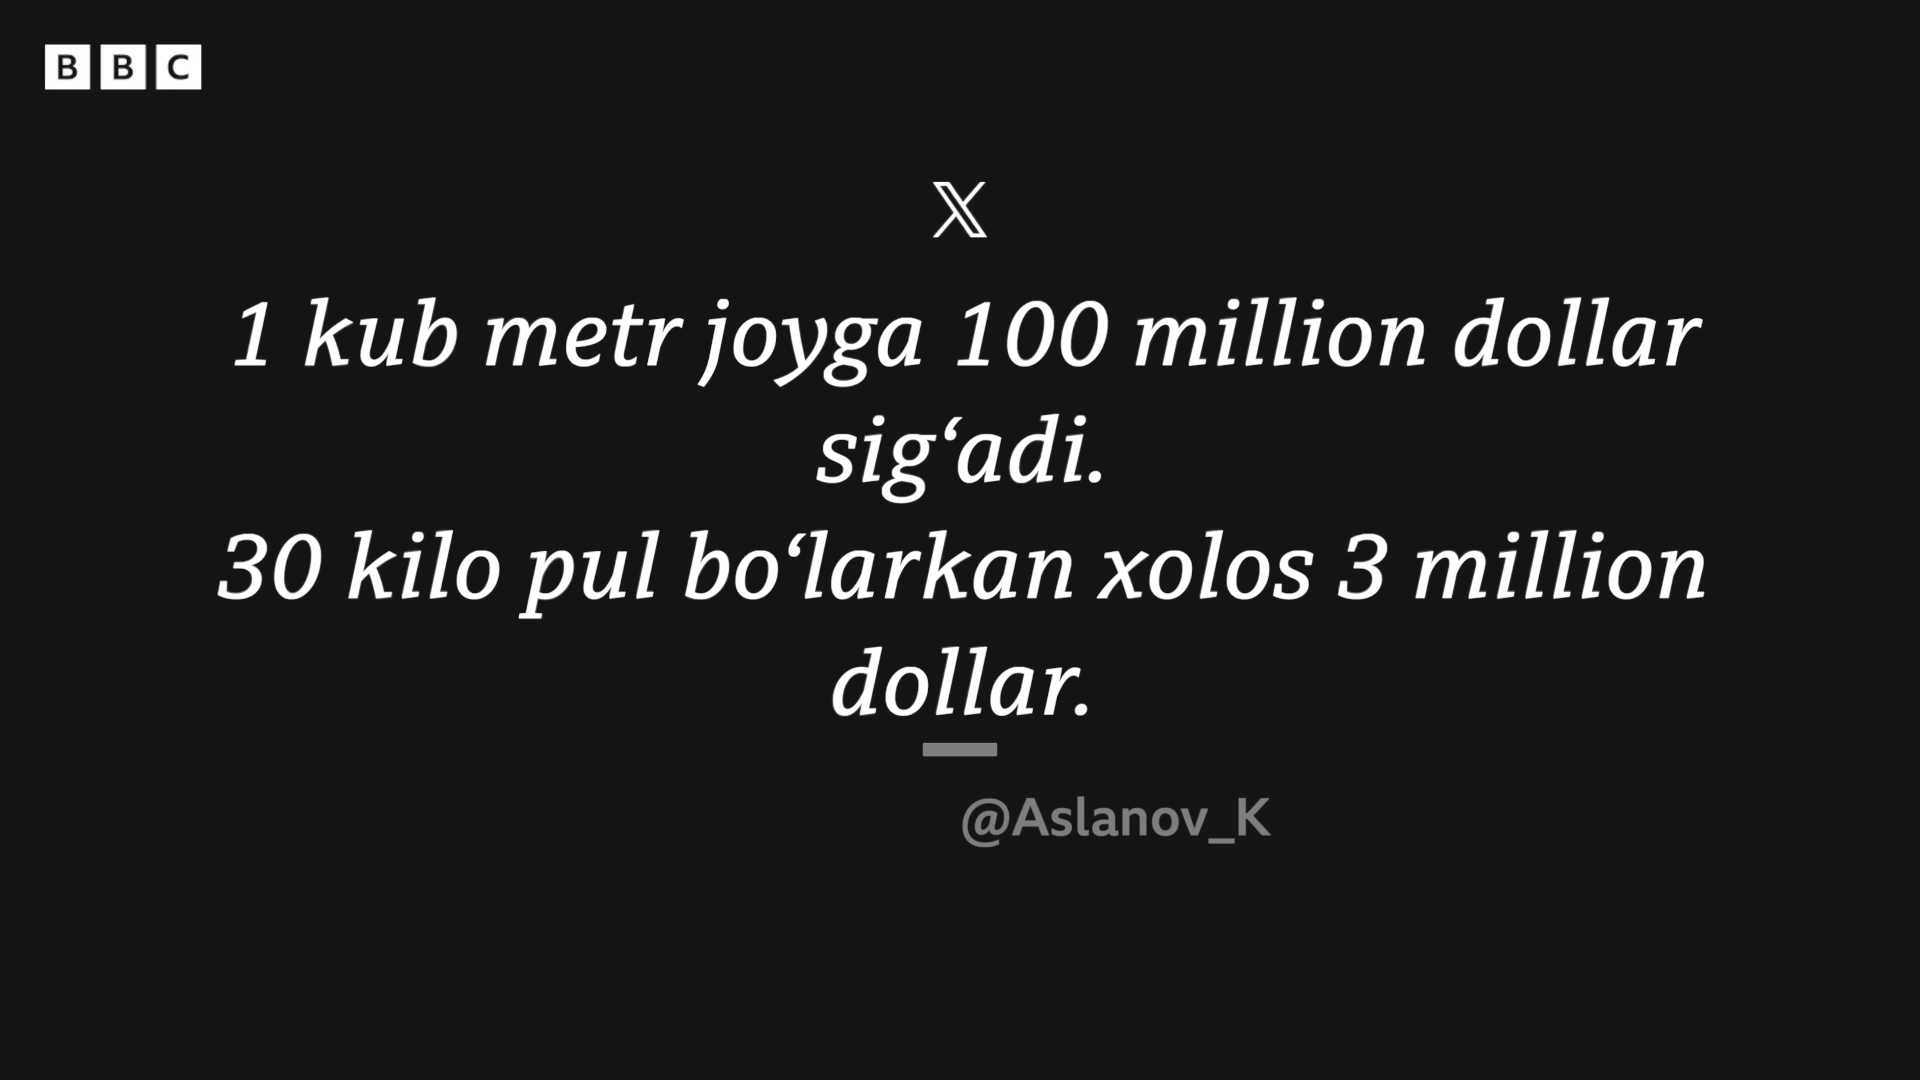 BBC
X
1 kub metr joyga 100 million dollar
sig‘adi.
30 kilo pul bo‘larkan xolos 3 million
dollar.
@Aslanov_K